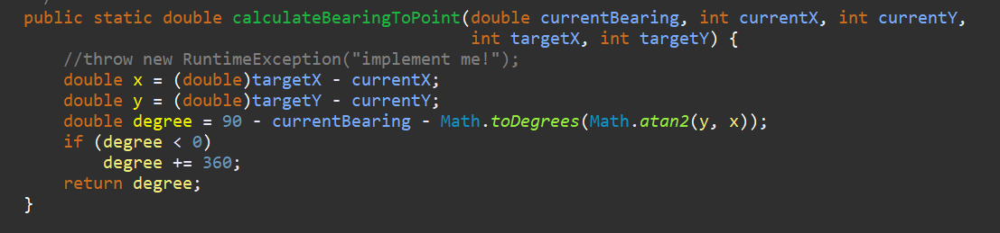 public static double calculateBearingToPoint(double currentBearing, int currentX, int currentY,
int targetX, int targetY) {
//throw new RuntimeException("implement me!");
double x = (double)targetX - currentX;
double y = (double)targetY - currentY;
double degree = 90 - currentBearing - Math.toDegrees(Math.atan2(y, x));
if (degree < 0)
degree += 360;
return degree;
}